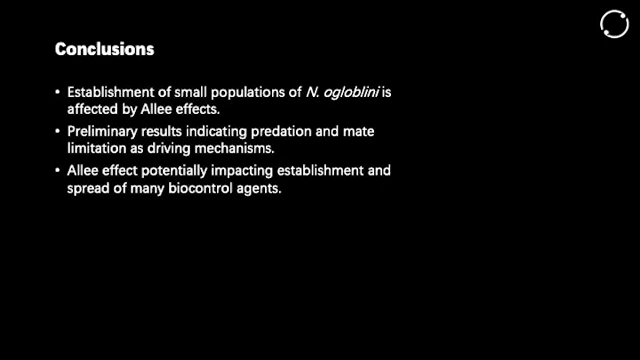 Conclusions
• Establishment of small populations of N. ogloblini is
affected by Allee effects.
• Preliminary results indicating predation and mate
limitation as driving mechanisms.
• Allee effect potentially impacting establishment and
spread of many biocontrol agents.